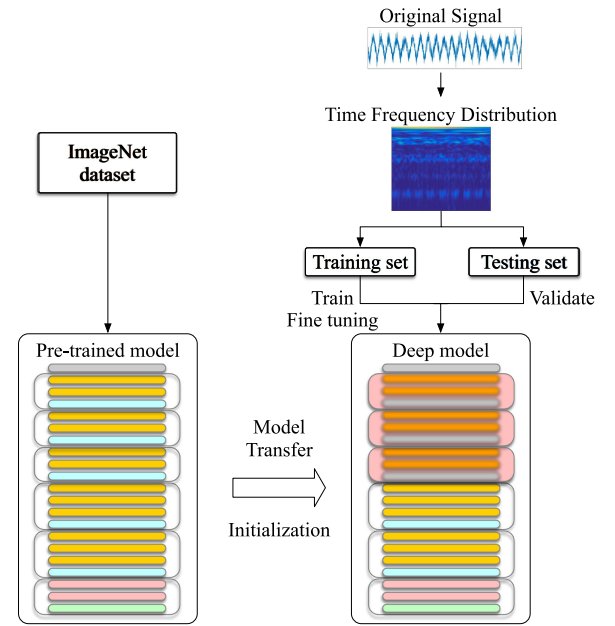 Original Signal
Time Frequency Distribution
ImageNet
dataset
Training set
Testing set
Train
Fine tuning
Validate
Pre-trained model
Deep model
Model
Transfer
Initialization